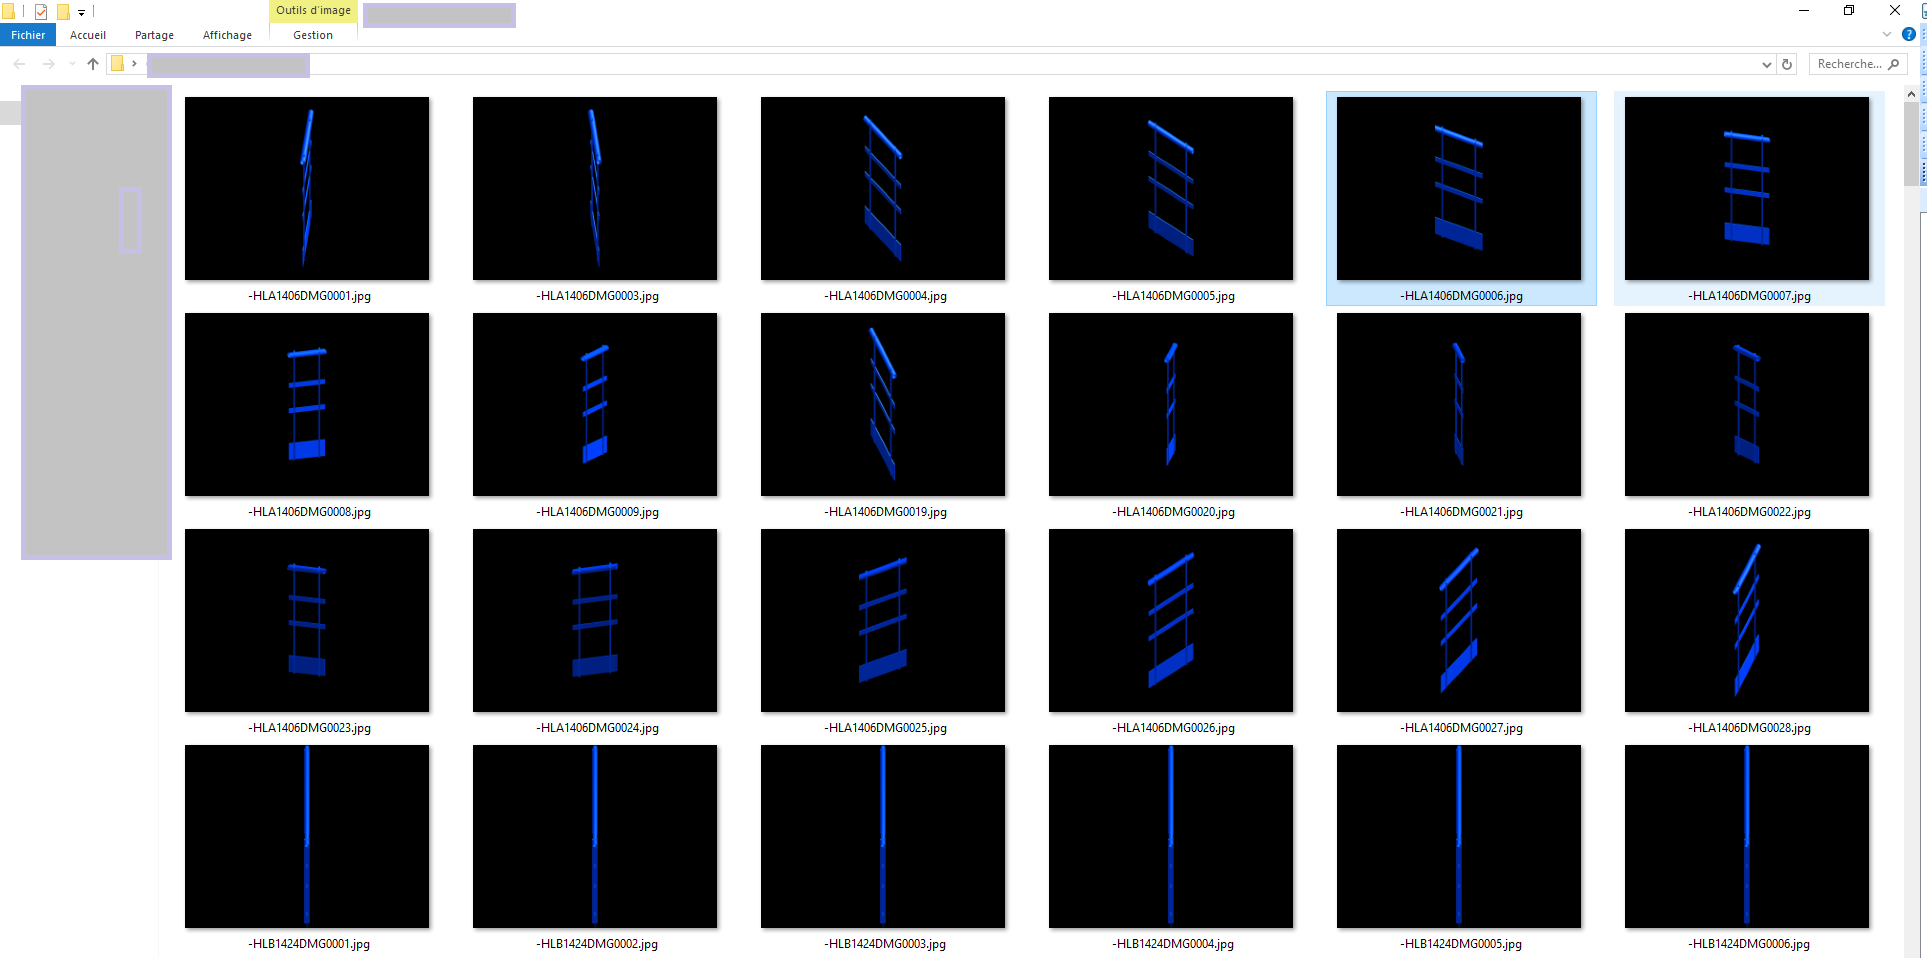 Outils d'image
Fichier
Accueil
Partage
Affichage
Gestion
Recherche...
-HLA1406DMG0001.jpg
-HLA1406DMG0003.jpg
-HLA1406DMG0004.jpg
-HLA1406DMG0005.jpg
-HLA1406DMG0006.jpg
-HLA1406DMG0007.jpg
-HLA1406DMG0008.jpg
-HLA1406DMG0009.jpg
-HLA1406DMG0019.jpg
-HLA1406DMG0020.jpg
-HLA1406DMG0021.jpg
-HLA1406DMG0022.jpg
-HLA1406DMG0023.jpg
-HLA1406DMG0024.jpg
-HLA1406DMG0025.jpg
-HLA1406DMG0026.jpg
-HLA1406DMG0027.jpg
-HLA1406DMG0028.jpg
-HLB1424DMG0001.jpg
-HLB1424DMG0002.jpg
-HLB1424DMG0003.jpg
-HLB1424DMG0004.jpg
-HLB1424DMG0005.jpg
-HLB1424DMG0006.jpg